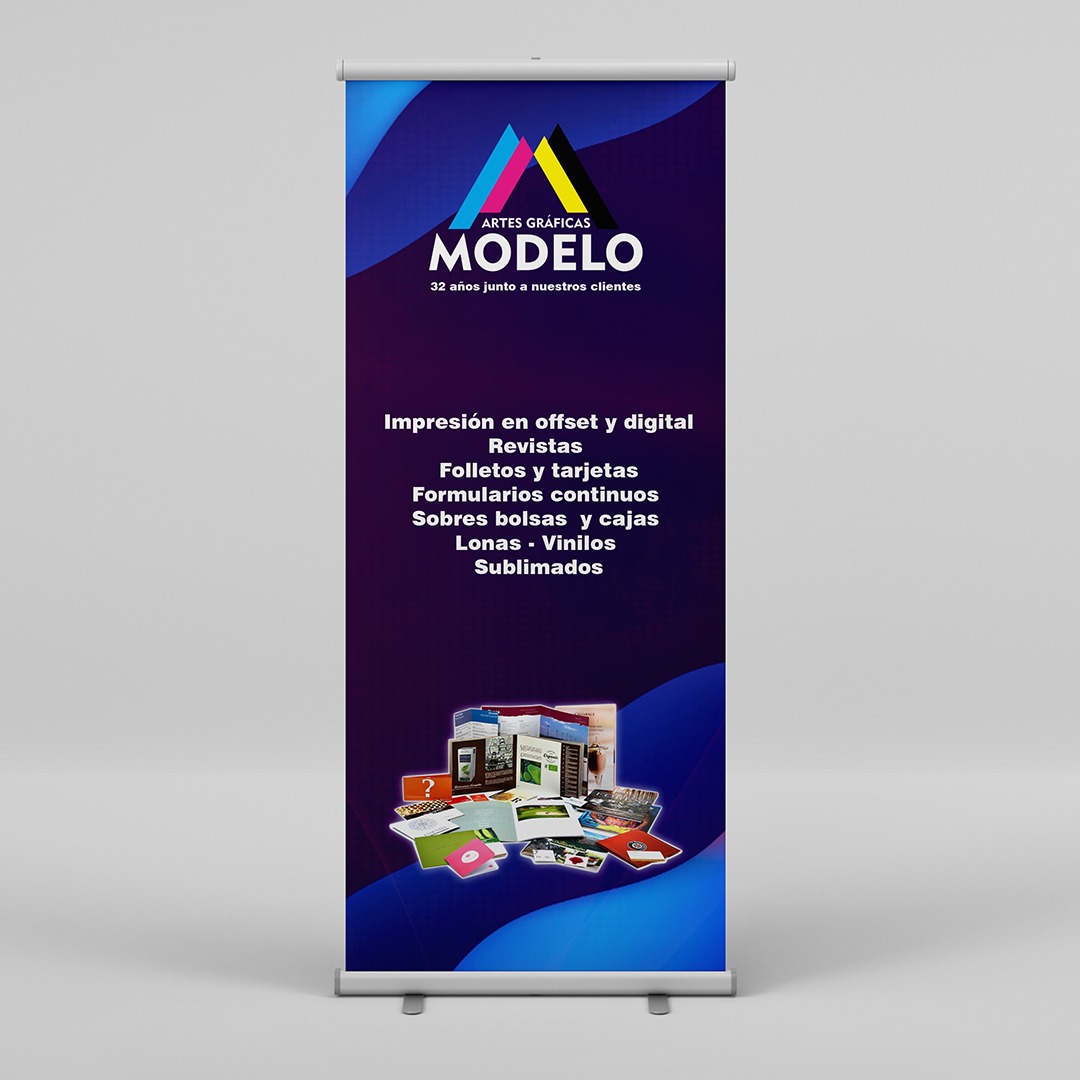 ARTES GRÁFICAS
MODELO
32 años junto a nuestros clientes
Impresión en offset y digital
Revistas
Folletos y tarjetas
Formularios continuos
Sobres bolsas  y cajas
Lonas - Vinilos
Sublimados
?